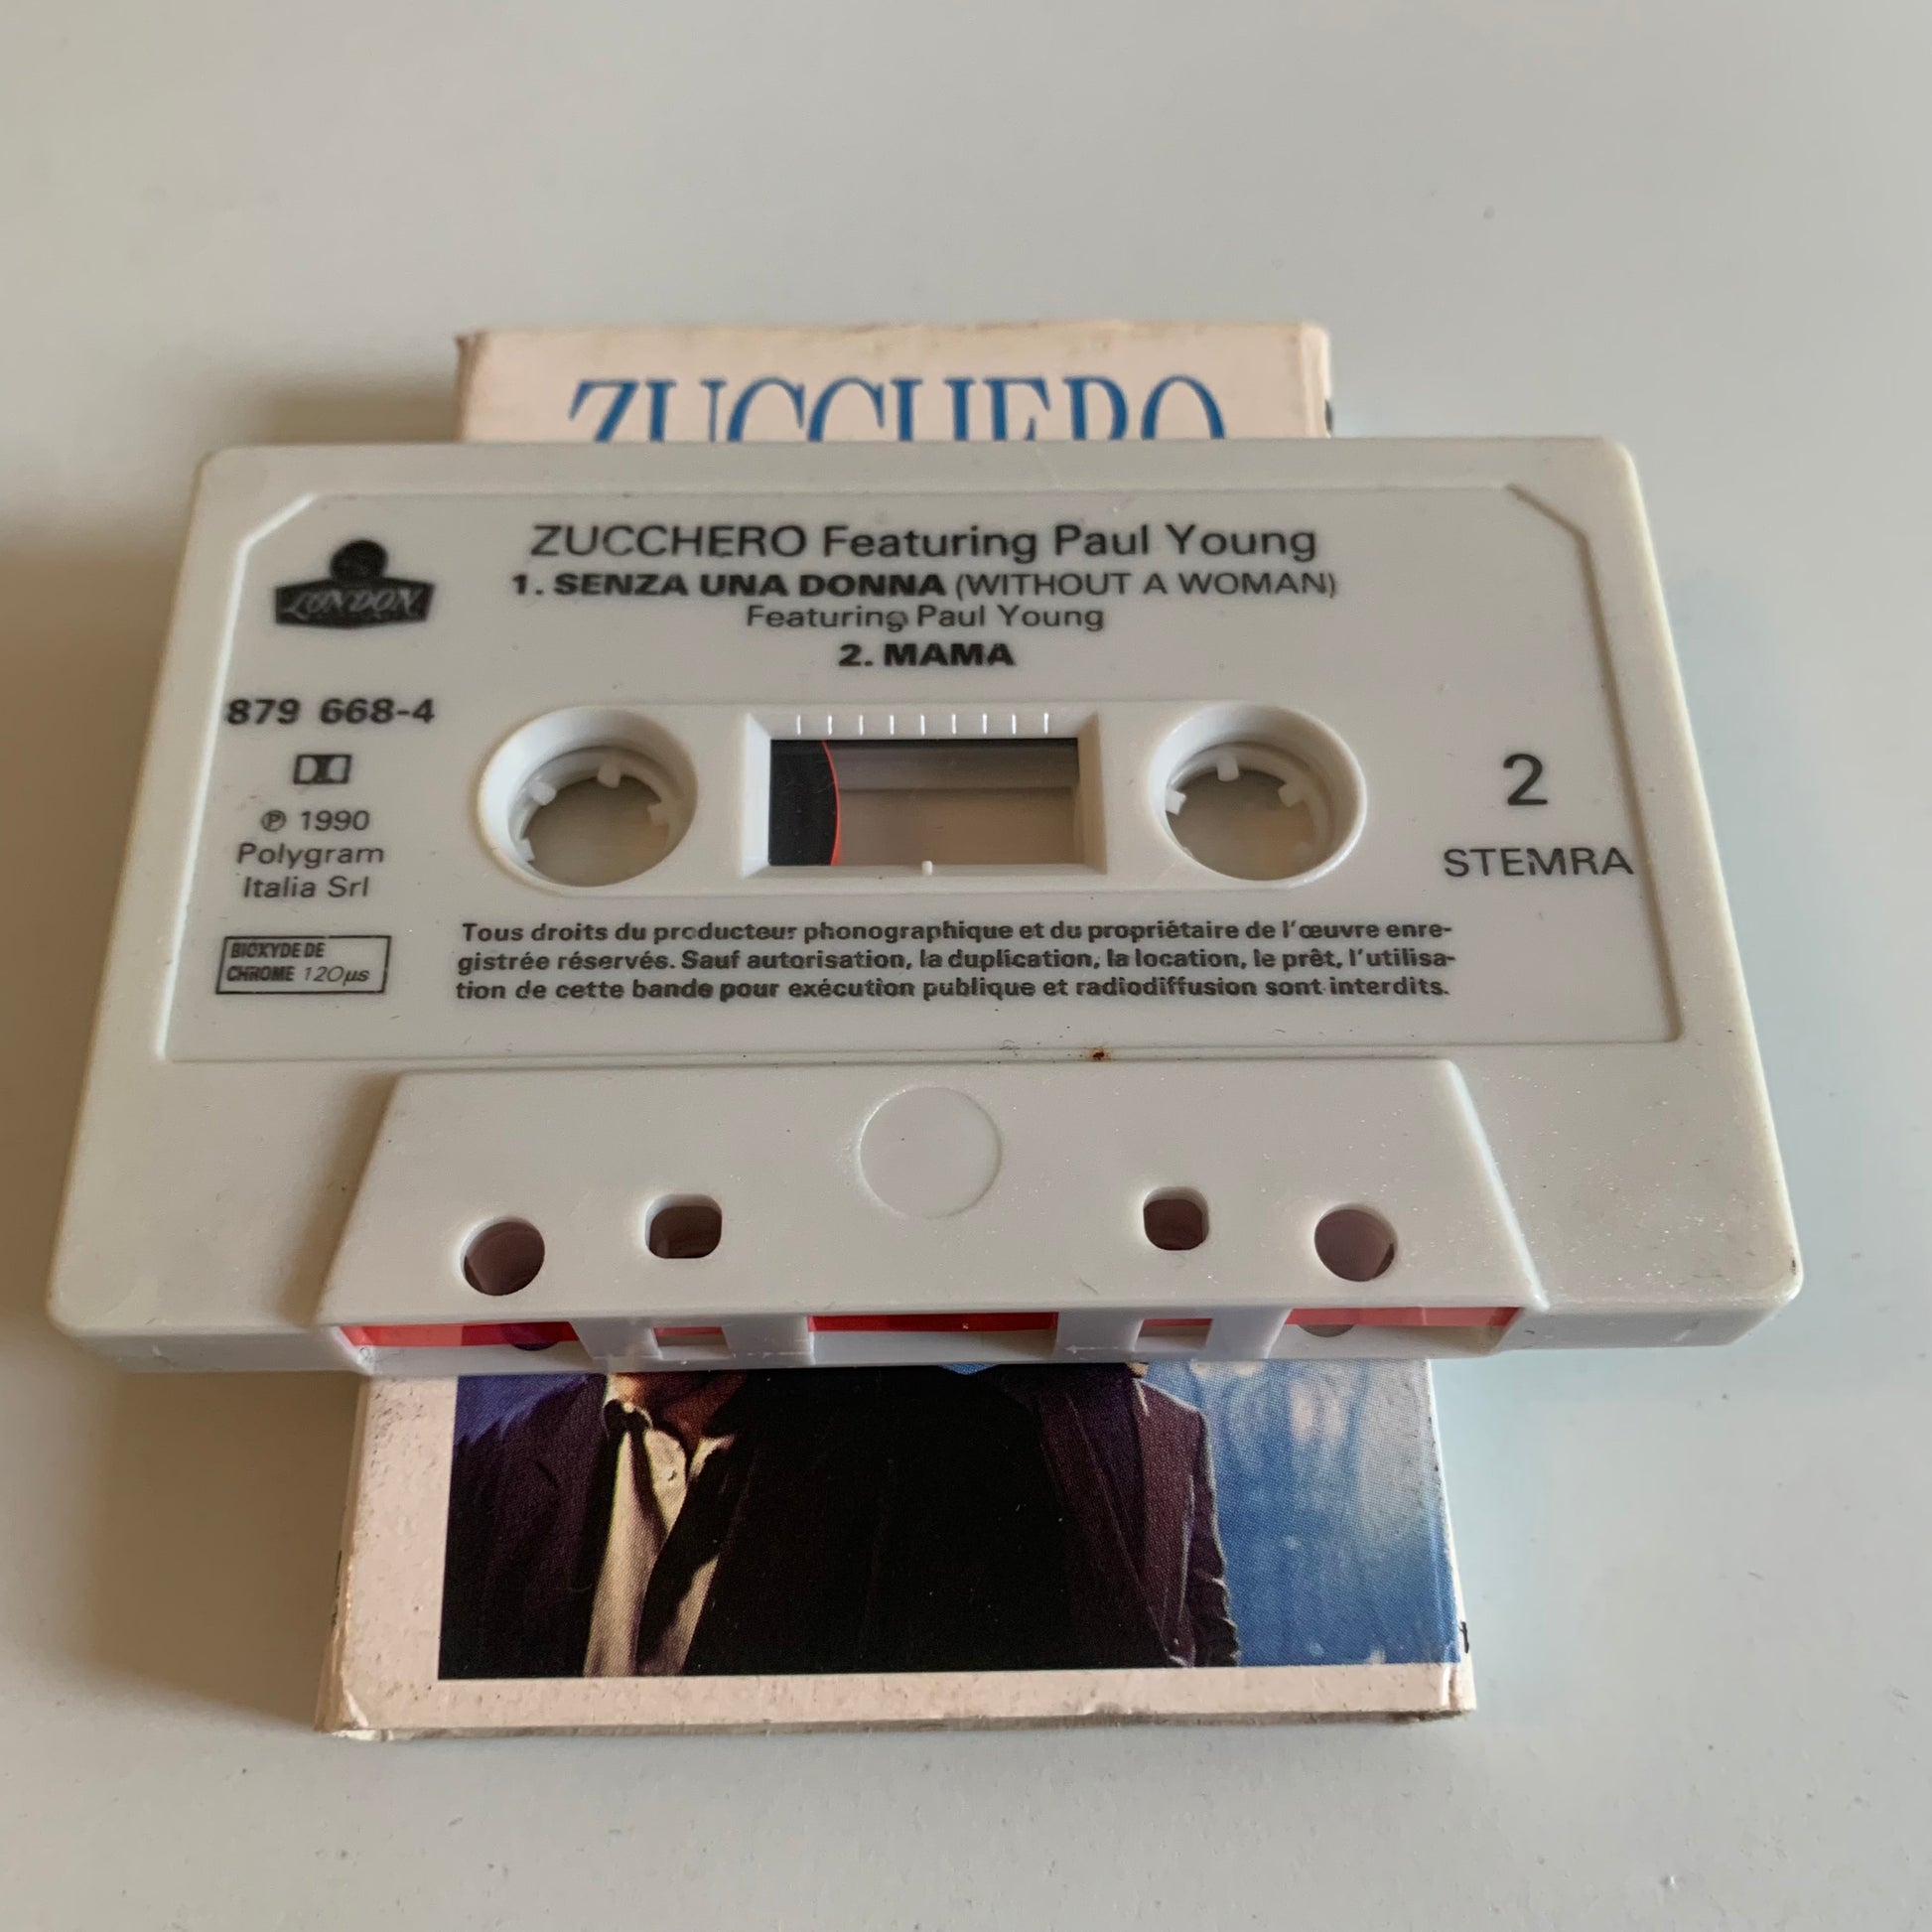 ZUCCHERO
ZUCCHERO Featuring Paul Young
1. SENZA UNA DONNA (WITHOUT A WOMAN)
Featuring Paul Young
2. MAMA
LONDON
879 668-4
℗ 1990
Polygram
Italia Srl
BIOXYDE DE
CHROME 120µs
2
STEMRA
Tous droits du producteur phonographique et du propriétaire de l'œuvre enre-
gistrée réservés. Sauf autorisation, la duplication, la location, le prêt, l'utilisa-
tion de cette bande pour exécution publique et radiodiffusion sont interdits.